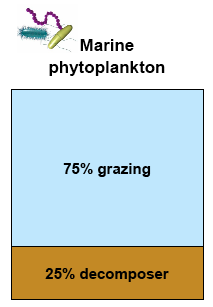 Marine
phytoplankton
75% grazing
25% decomposer